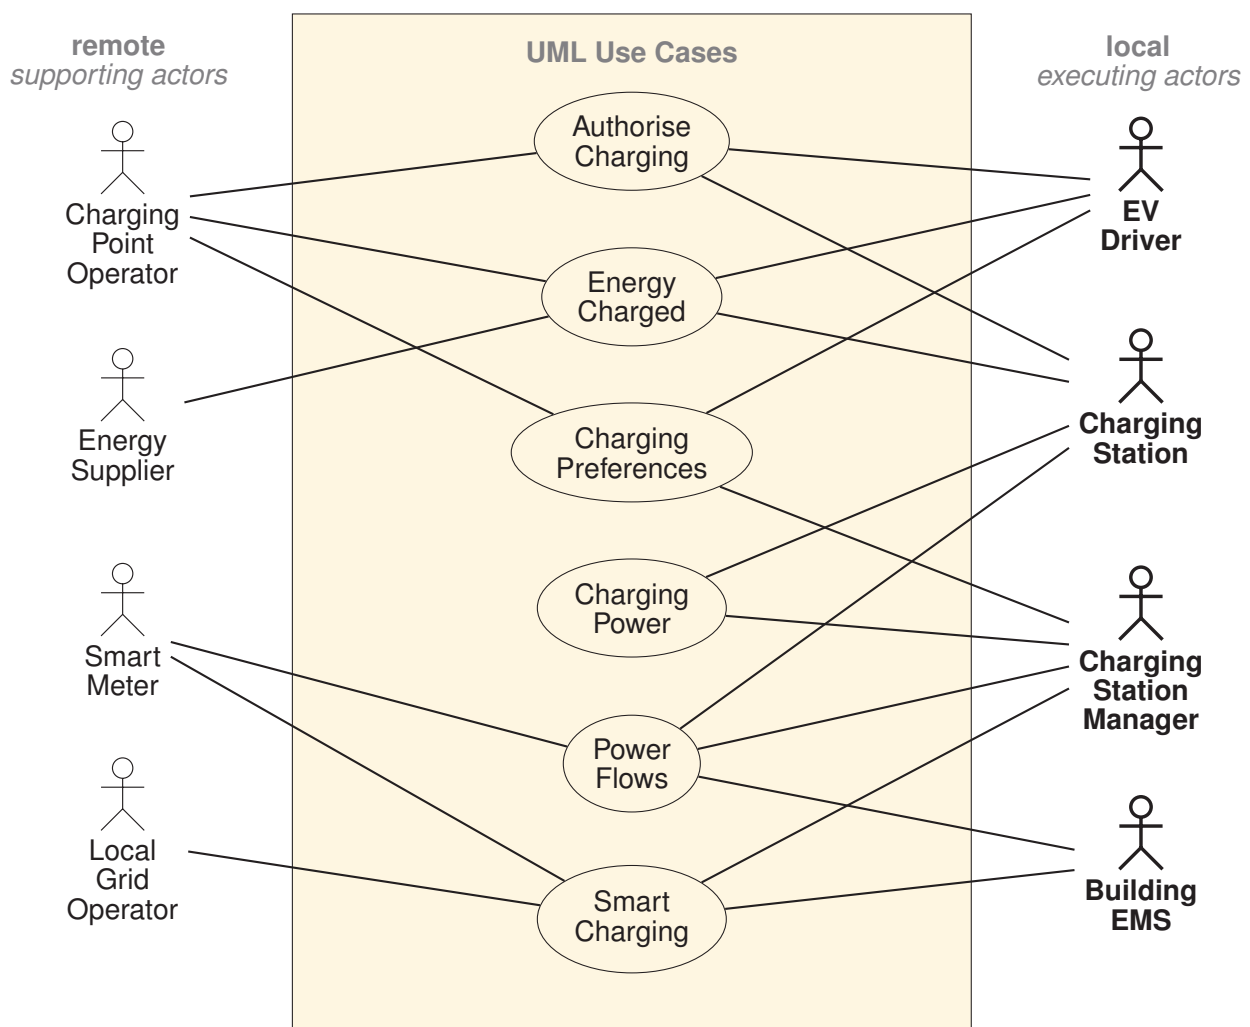 remote
supporting actors
UML Use Cases
local
executing actors
Charging
Point
Operator
Energy
Supplier
Smart
Meter
Local
Grid
Operator
Authorise
Charging
Energy
Charged
Charging
Preferences
Charging
Power
Power
Flows
Smart
Charging
EV
Driver
Charging
Station
Charging
Station
Manager
Building
EMS